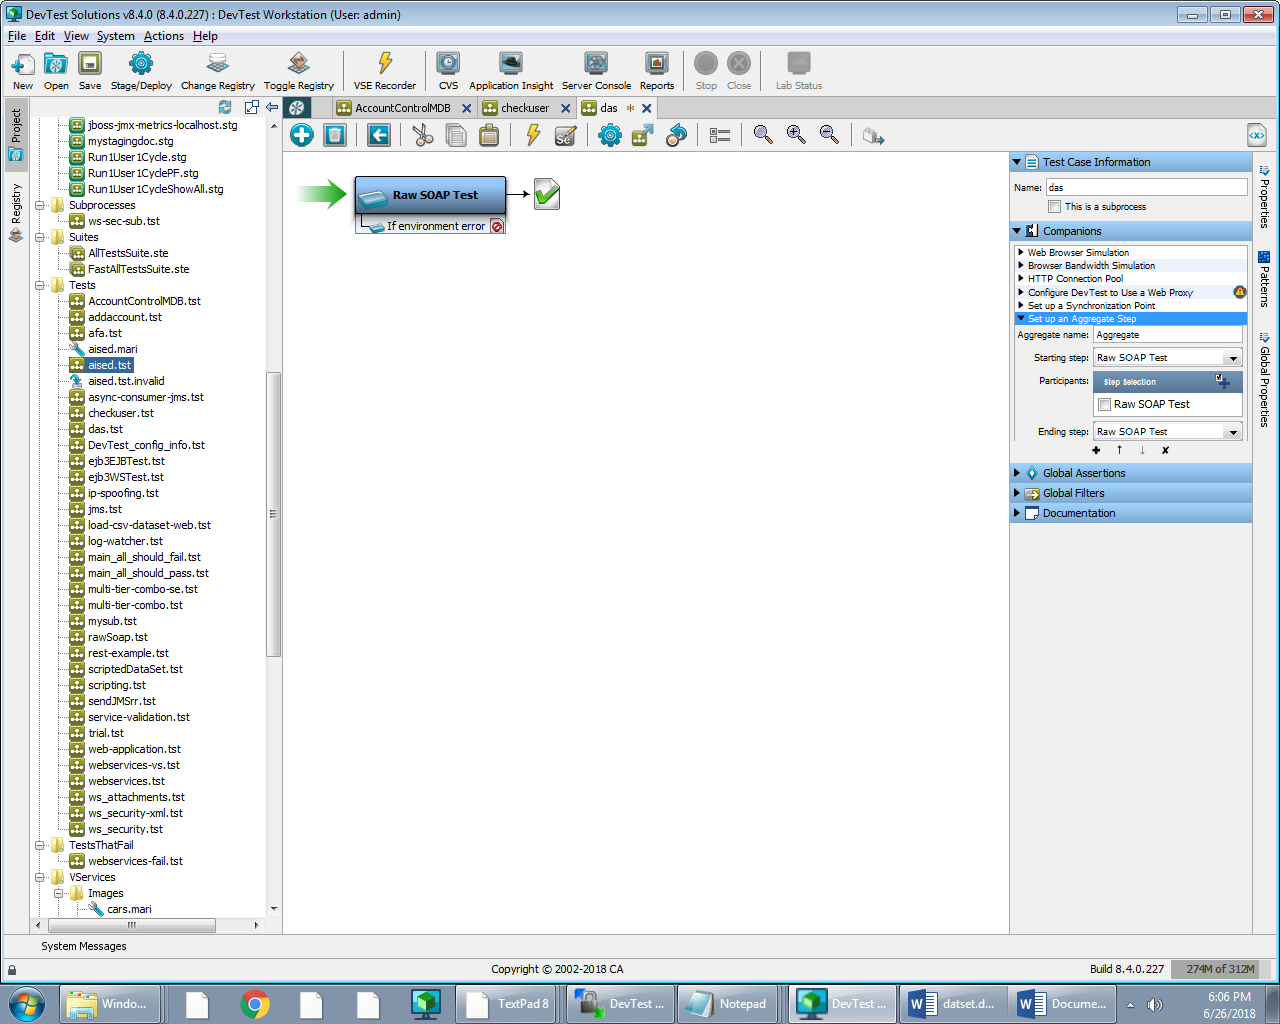 DevTest Solutions v8.4.0 (8.4.0.227) : DevTest Workstation (User: admin)
File Edit View System Actions Help
New Open Save Stage/Deploy Change Registry Toggle Registry VSE Recorder CVS Application Insight Server Console Reports Stop Close Lab Status
AccountControlMDB checkuser das
Project
Registry
jboss-jmx-metrics-localhost.stg
mystagingdoc.stg
Run1User1Cycle.stg
Run1User1CyclePF.stg
Run1User1CycleShowAll.stg
Subprocesses
ws-sec-sub.tst
Suites
AllTestsSuite.ste
FastAllTestsSuite.ste
Tests
AccountControlMDB.tst
addaccount.tst
afa.tst
aised.mari
aised.tst
aised.tst.invalid
async-consumer-jms.tst
checkuser.tst
das.tst
DevTest_config_info.tst
ejb3EJBTest.tst
ejb3WSTest.tst
ip-spoofing.tst
jms.tst
load-csv-dataset-web.tst
log-watcher.tst
main_all_should_fail.tst
main_all_should_pass.tst
multi-tier-combo-se.tst
multi-tier-combo.tst
mysub.tst
rawSoap.tst
rest-example.tst
scriptedDataSet.tst
scripting.tst
sendJMSrr.tst
service-validation.tst
trial.tst
web-application.tst
webservices-vs.tst
webservices.tst
ws_attachments.tst
ws_security-xml.tst
ws_security.tst
TestsThatFail
webservices-fail.tst
VServices
Images
cars.mari
Raw SOAP Test
If environment error
Test Case Information
Name: das
This is a subprocess
Companions
Web Browser Simulation
Browser Bandwidth Simulation
HTTP Connection Pool
Configure DevTest to Use a Web Proxy
Set up a Synchronization Point
Set up an Aggregate Step
Aggregate name: Aggregate
Starting step: Raw SOAP Test
Participants: Step Selection
Raw SOAP Test
Ending step: Raw SOAP Test
Global Assertions
Global Filters
Documentation
Properties
Patterns
Global Properties
System Messages
Copyright © 2002-2018 CA Build 8.4.0.227 274M of 312M
Windo... TextPad 8 DevTest ... Notepad DevTest ... datset.d... Docume... 6:06 PM
6/26/2018